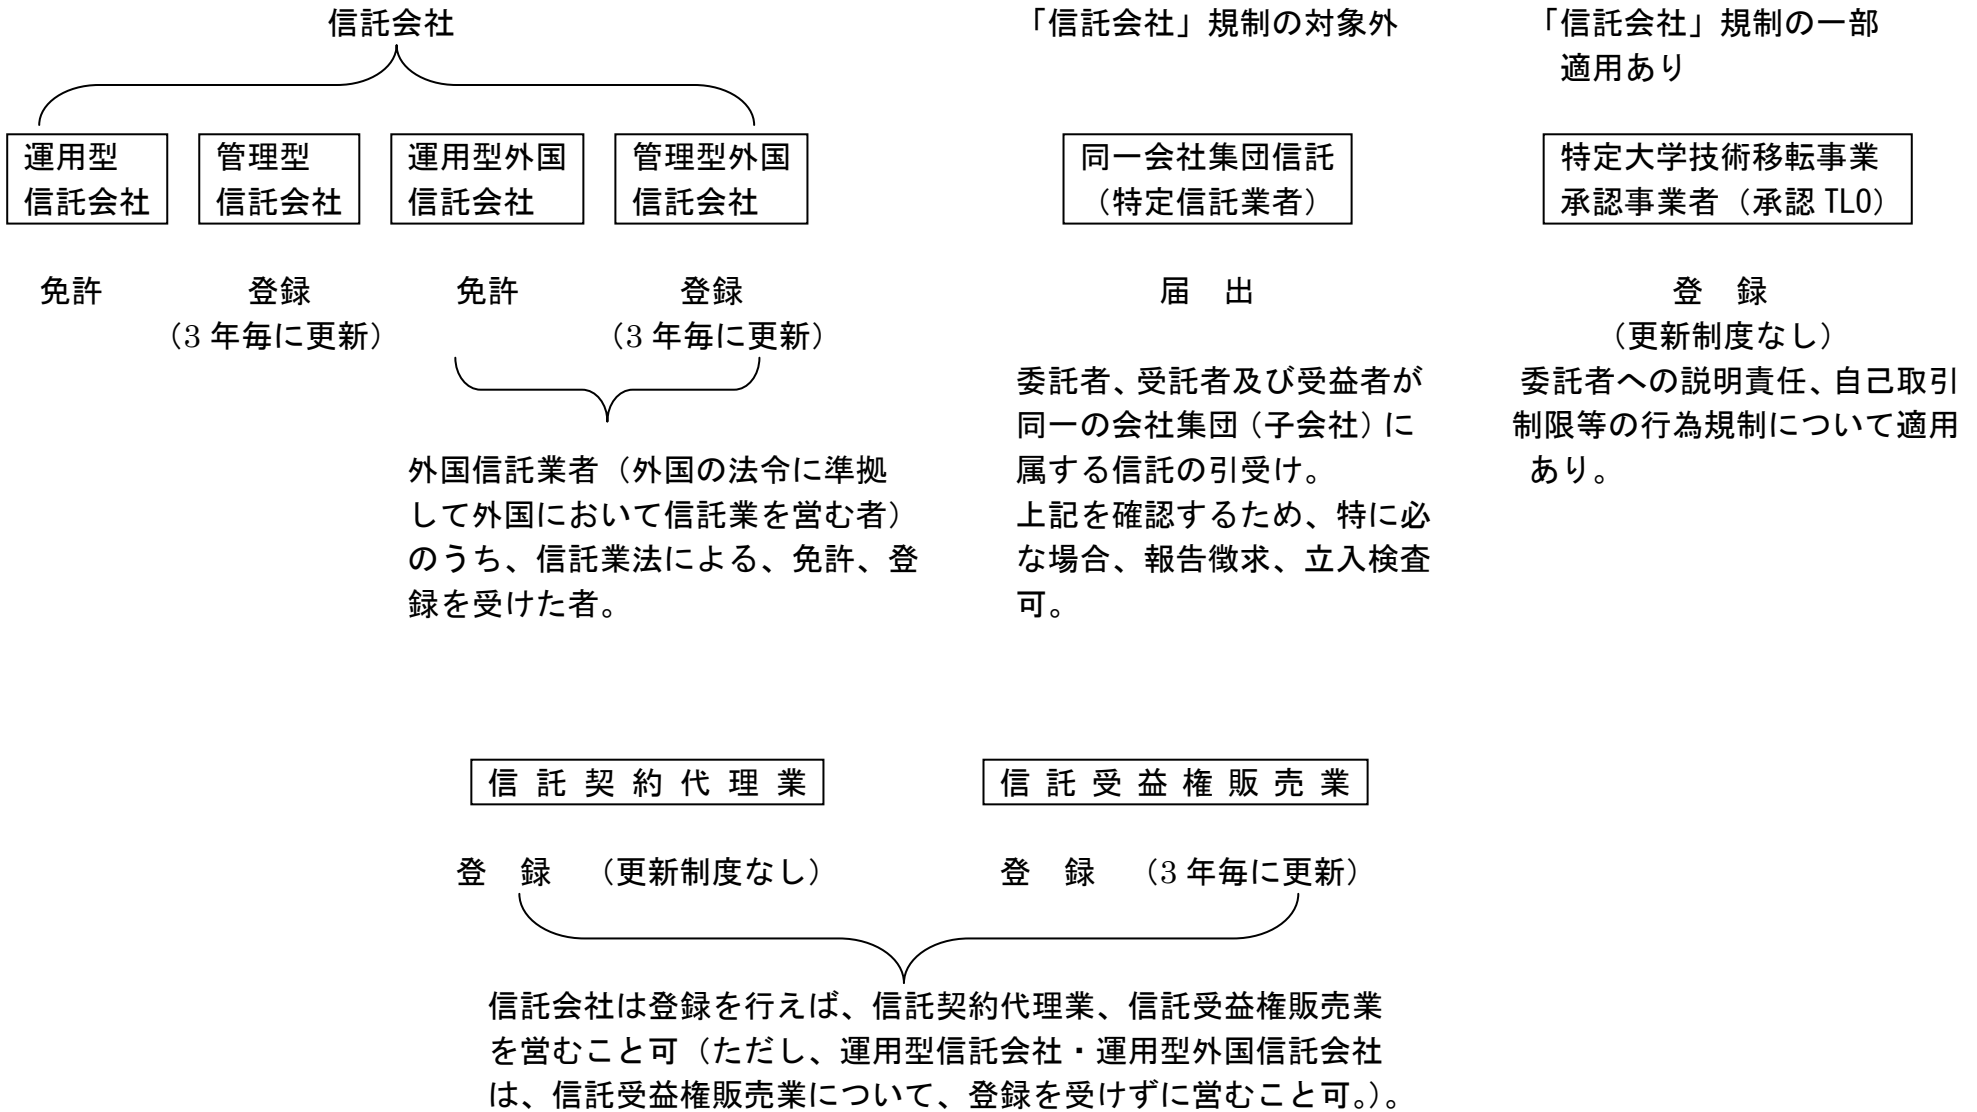 信託会社
「信託会社」規制の対象外
「信託会社」規制の一部
適用あり
運用型
信託会社
管理型
信託会社
運用型外国
信託会社
管理型外国
信託会社
同一会社集団信託
（特定信託業者）
特定大学技術移転事業
承認事業者（承認 TLO）
免許
登録
（3 年毎に更新）
免許
登録
（3 年毎に更新）
届 出
登 録
（更新制度なし）
外国信託業者（外国の法令に準拠
して外国において信託業を営む者）
のうち、信託業法による、免許、登
録を受けた者。
委託者、受託者及び受益者が
同一の会社集団（子会社）に
属する信託の引受け。
上記を確認するため、特に必
な場合、報告徴求、立入検査
可。
委託者への説明責任、自己取引
制限等の行為規制について適用
あり。
信 託 契 約 代 理 業
信 託 受 益 権 販 売 業
登 録 （更新制度なし）
登 録 （3 年毎に更新）
信託会社は登録を行えば、信託契約代理業、信託受益権販売業
を営むこと可（ただし、運用型信託会社・運用型外国信託会社
は、信託受益権販売業について、登録を受けずに営むこと可。）。